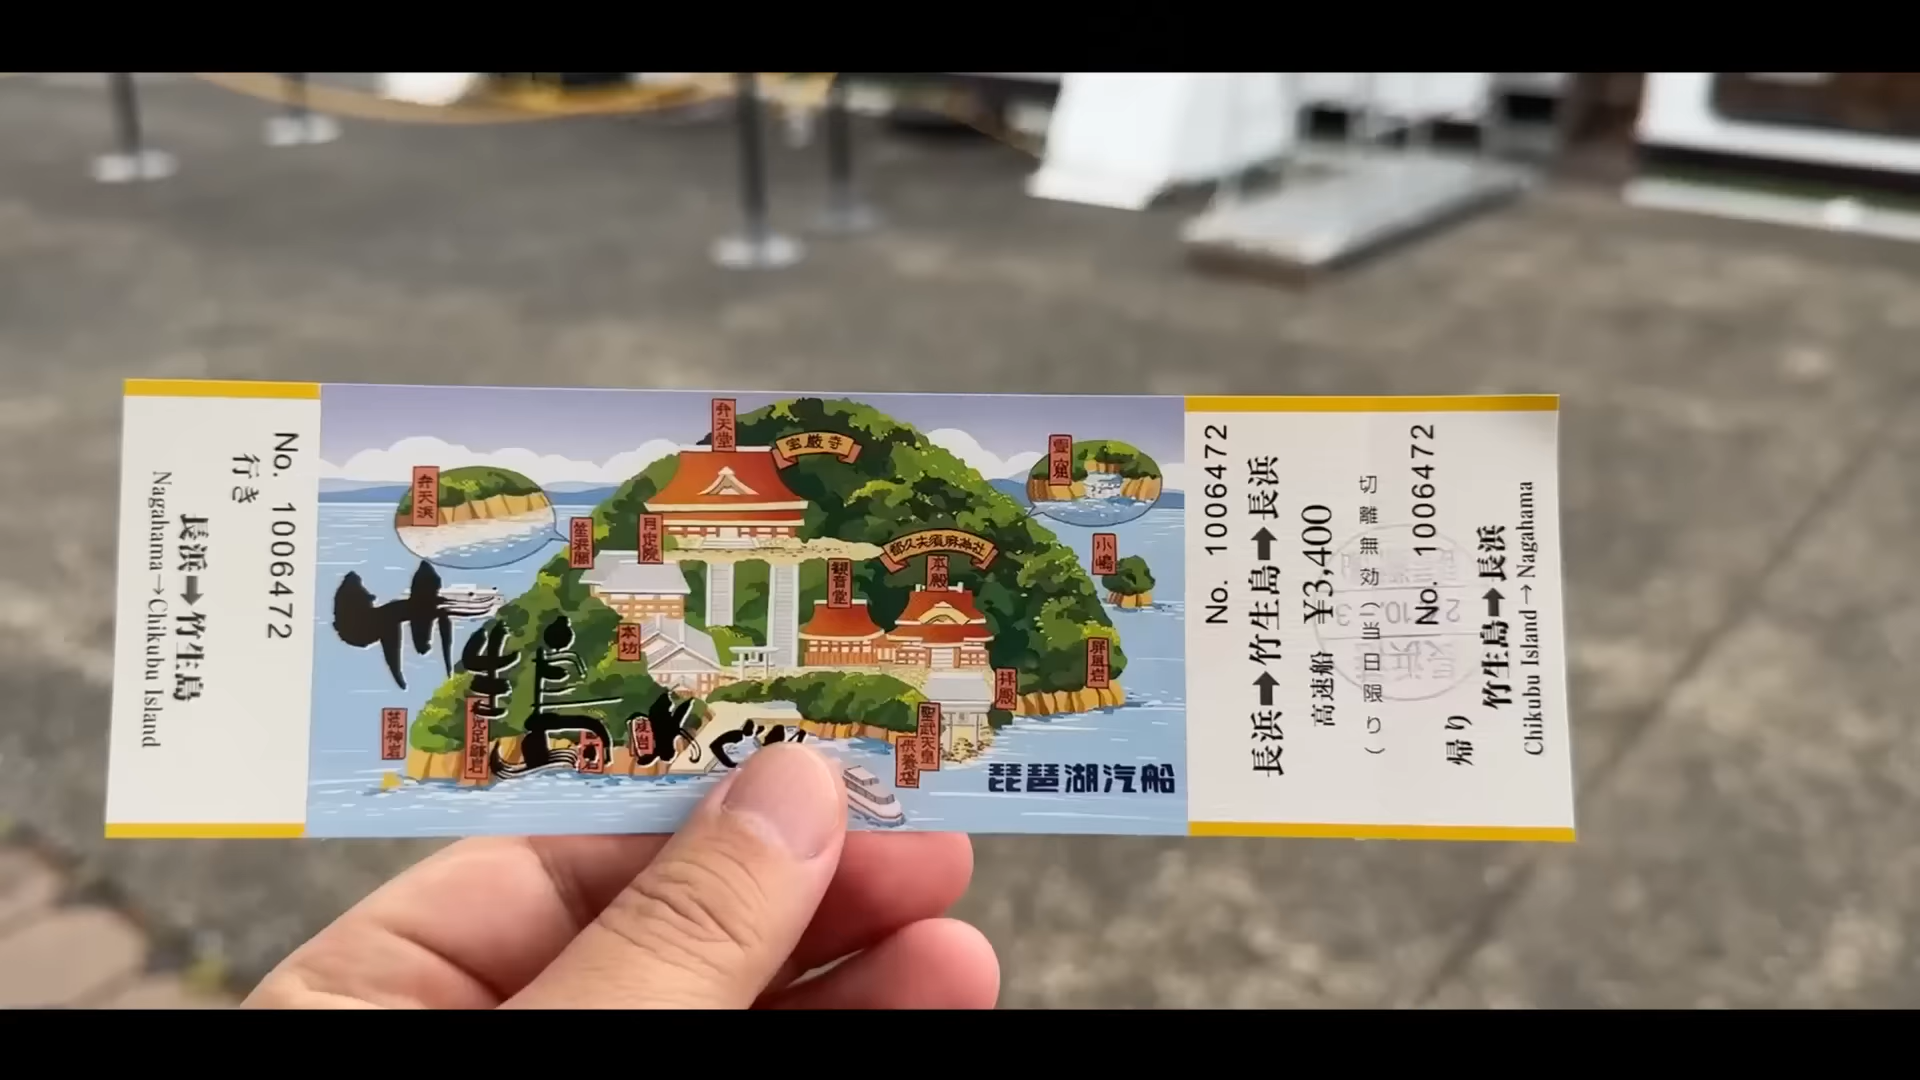 No. 1006472
行き
長浜➡竹生島
Nagahama→Chikubu Island
弁天堂
宝厳寺
霊窟
弁天浜
月定院
都久夫須麻神社
小嶋
観音堂
本殿
本坊
屏風岩
拝殿
荒神岩
聖武天皇
供養塔
琵琶湖汽船
No. 1006472
長浜➡竹生島➡長浜
高速船 ¥3,400
切離無効(当日限り)
No. 1006472
帰り
竹生島➡長浜
Chikubu Island→Nagahama